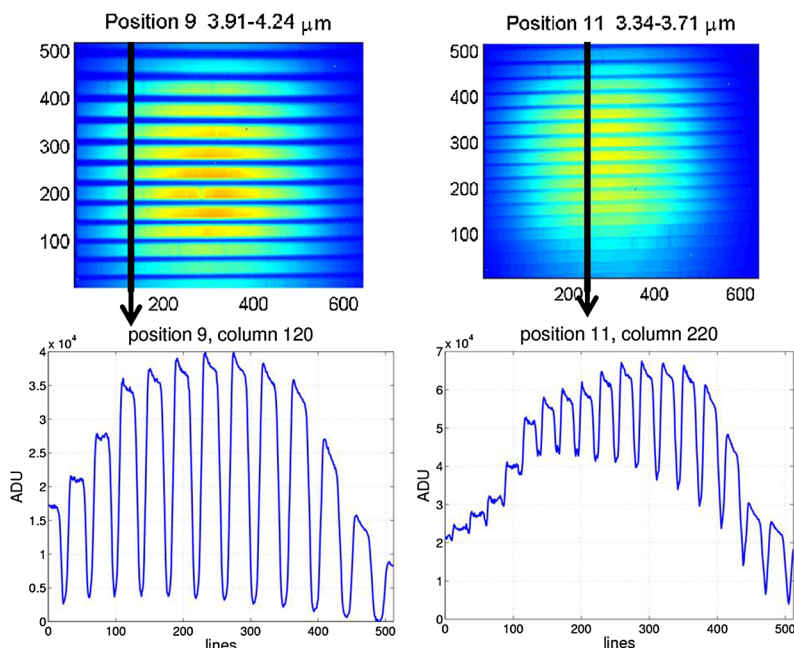 Position 9 3.91-4.24 μm
500
400
300
200
100
200 400 600
Position 11 3.34-3.71 μm
500
400
300
200
100
200 400 600
position 9, column 120
x 10⁴
4
3.5
3
2.5
2
1.5
1
0.5
0
ADU
0 100 200 300 400 500
lines
position 11, column 220
x 10⁴
7
6
5
4
3
2
1
0
ADU
0 100 200 300 400 500
lines